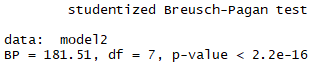 studentized Breusch-Pagan test
data:  model2
BP = 181.51, df = 7, p-value < 2.2e-16